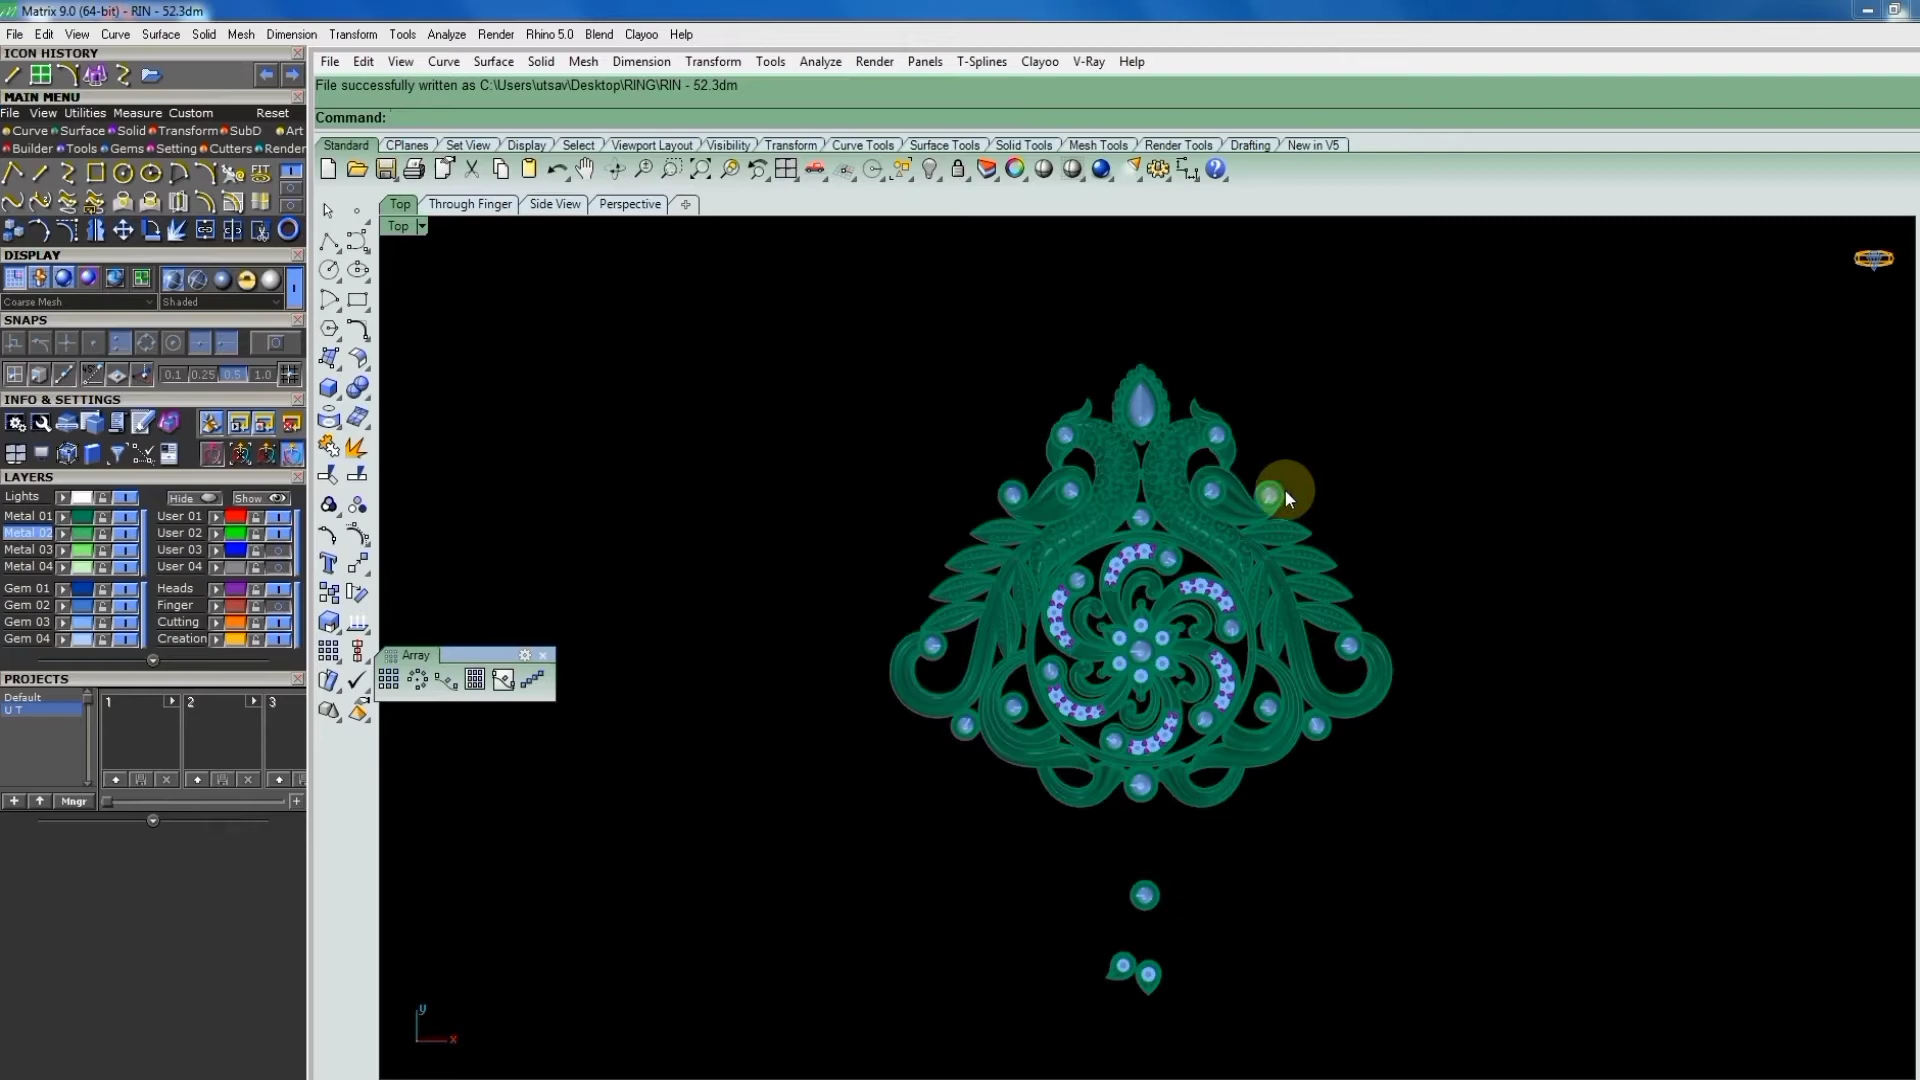 Matrix 9.0 (64-bit) - RIN - 52.3dm
File Edit View Curve Surface Solid Mesh Dimension Transform Tools Analyze Render Rhino 5.0 Blend Clayoo Help
ICON HISTORY
MAIN MENU
File View Utilities Measure Custom Reset
Curve Surface Solid Transform SubD Art
Builder Tools Gems Setting Cutters Render
FIT
DISPLAY
Coarse Mesh Shaded
SNAPS
0.1 0.25 0.5 1.0
INFO & SETTINGS
LAYERS
Lights Hide Show
Metal 01 User 01
Metal 02 User 02
Metal 03 User 03
Metal 04 User 04
Gem 01 Heads
Gem 02 Finger
Gem 03 Cutting
Gem 04 Creation
PROJECTS
Default
U T
1 2 3
Mngr
File Edit View Curve Surface Solid Mesh Dimension Transform Tools Analyze Render Panels T-Splines Clayoo V-Ray Help
File successfully written as C:\Users\utsav\Desktop\RING\RIN - 52.3dm
Command:
Standard CPlanes Set View Display Select Viewport Layout Visibility Transform Curve Tools Surface Tools Solid Tools Mesh Tools Render Tools Drafting New in V5
Top Through Finger Side View Perspective
Top
Array
y
x